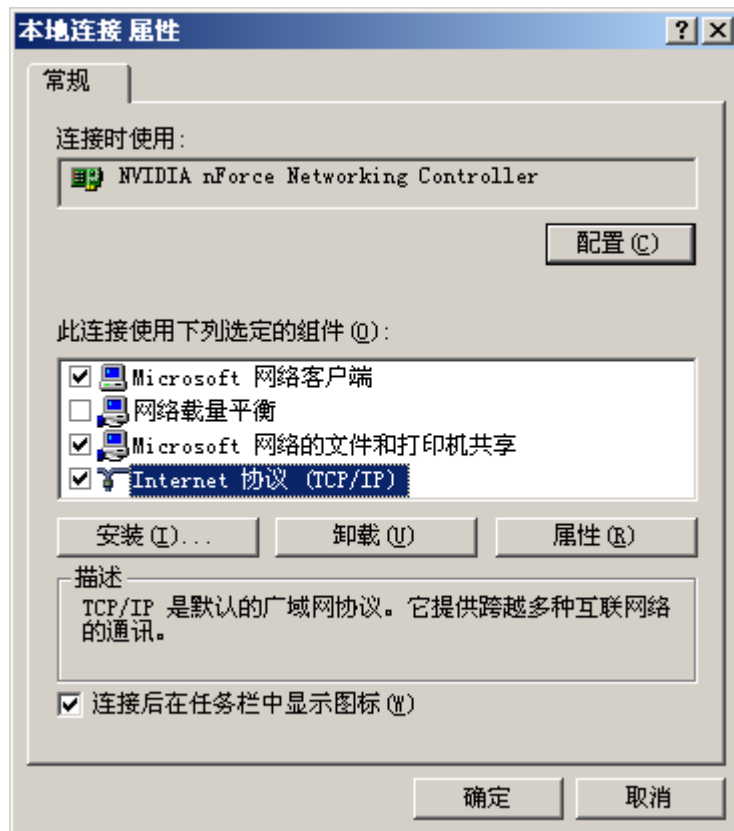 本地连接 属性
常规
连接时使用:
NVIDIA nForce Networking Controller
配置(C)
此连接使用下列选定的组件(O):
Microsoft 网络客户端
网络载量平衡
Microsoft 网络的文件和打印机共享
Internet 协议 (TCP/IP)
安装(I)...
卸载(U)
属性(R)
描述
TCP/IP 是默认的广域网协议。它提供跨越多种互联网络
的通讯。
连接后在任务栏中显示图标(W)
确定
取消